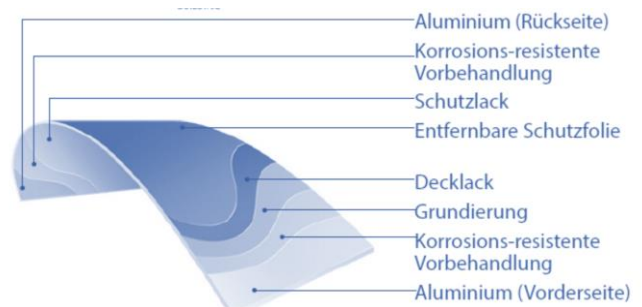 Aluminium (Rückseite)
Korrosions-resistente
Vorbehandlung
Schutzlack
Entfernbare Schutzfolie
Decklack
Grundierung
Korrosions-resistente
Vorbehandlung
Aluminium (Vorderseite)